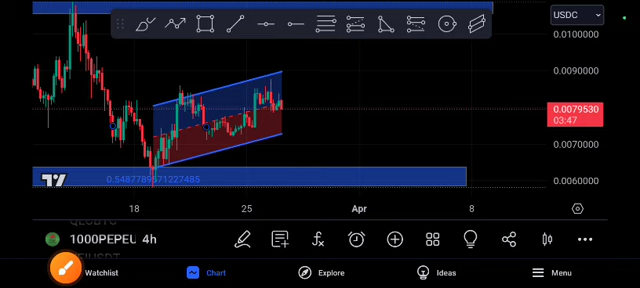 USDC
0.0100000
0.0090000
0.0079530
03:47
0.0070000
0.0060000
0.5487789571227485
18 25 Apr 8
1000PEPEU 4h
Watchlist Chart Explore Ideas Menu